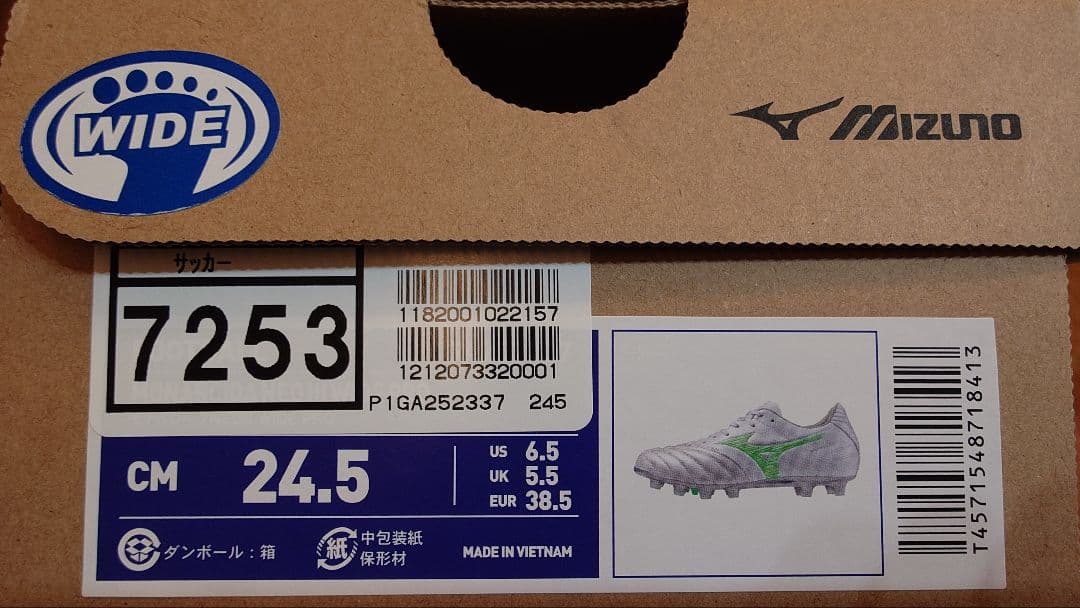 WIDE
MIZUNO
サッカー
7253
1182001022157
1212073320001
P1GA252337 245
CM 24.5
US 6.5
UK 5.5
EUR 38.5
ダンボール：箱
紙
中包装紙
保形材
MADE IN VIETNAM
T4571548718413